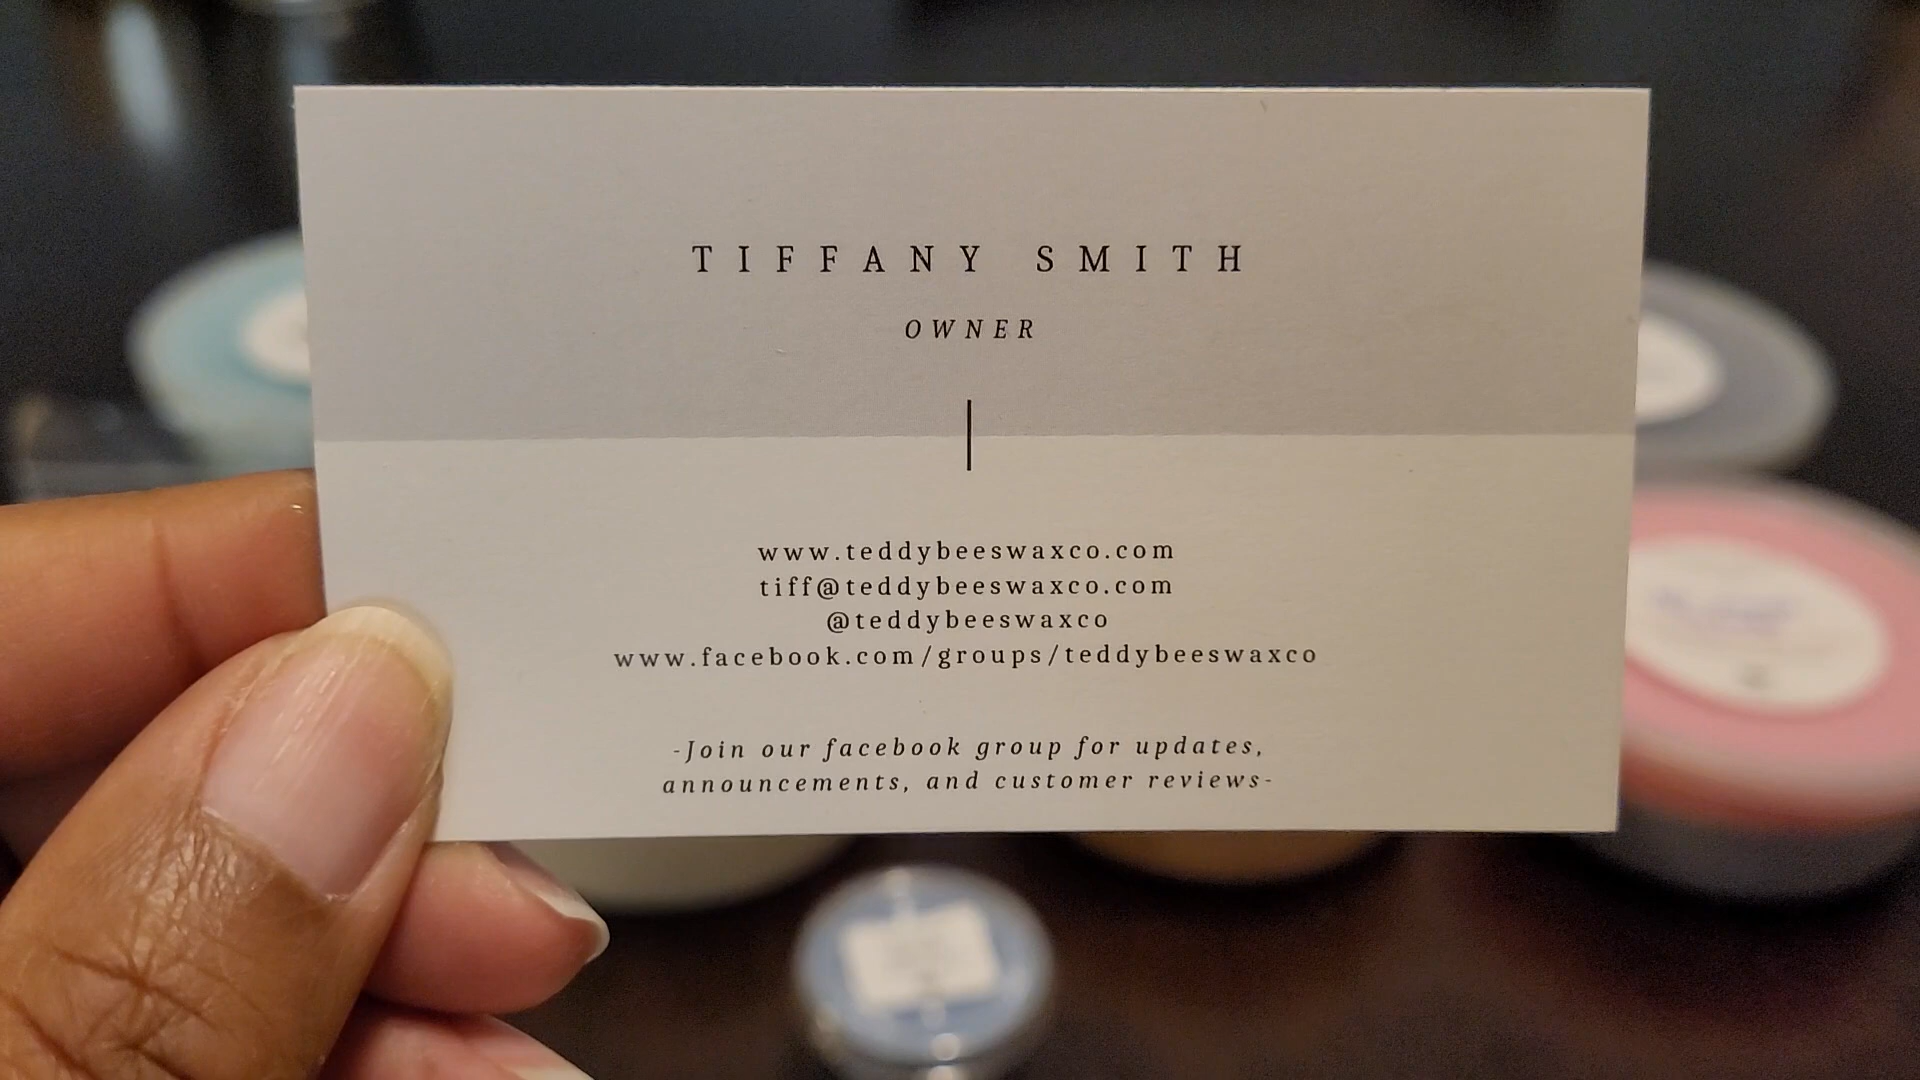 TIFFANY SMITH
OWNER
www.teddybeeswaxco.com
tiff@teddybeeswaxco.com
@teddybeeswaxco
www.facebook.com/groups/teddybeeswaxco
-Join our facebook group for updates,
announcements, and customer reviews-